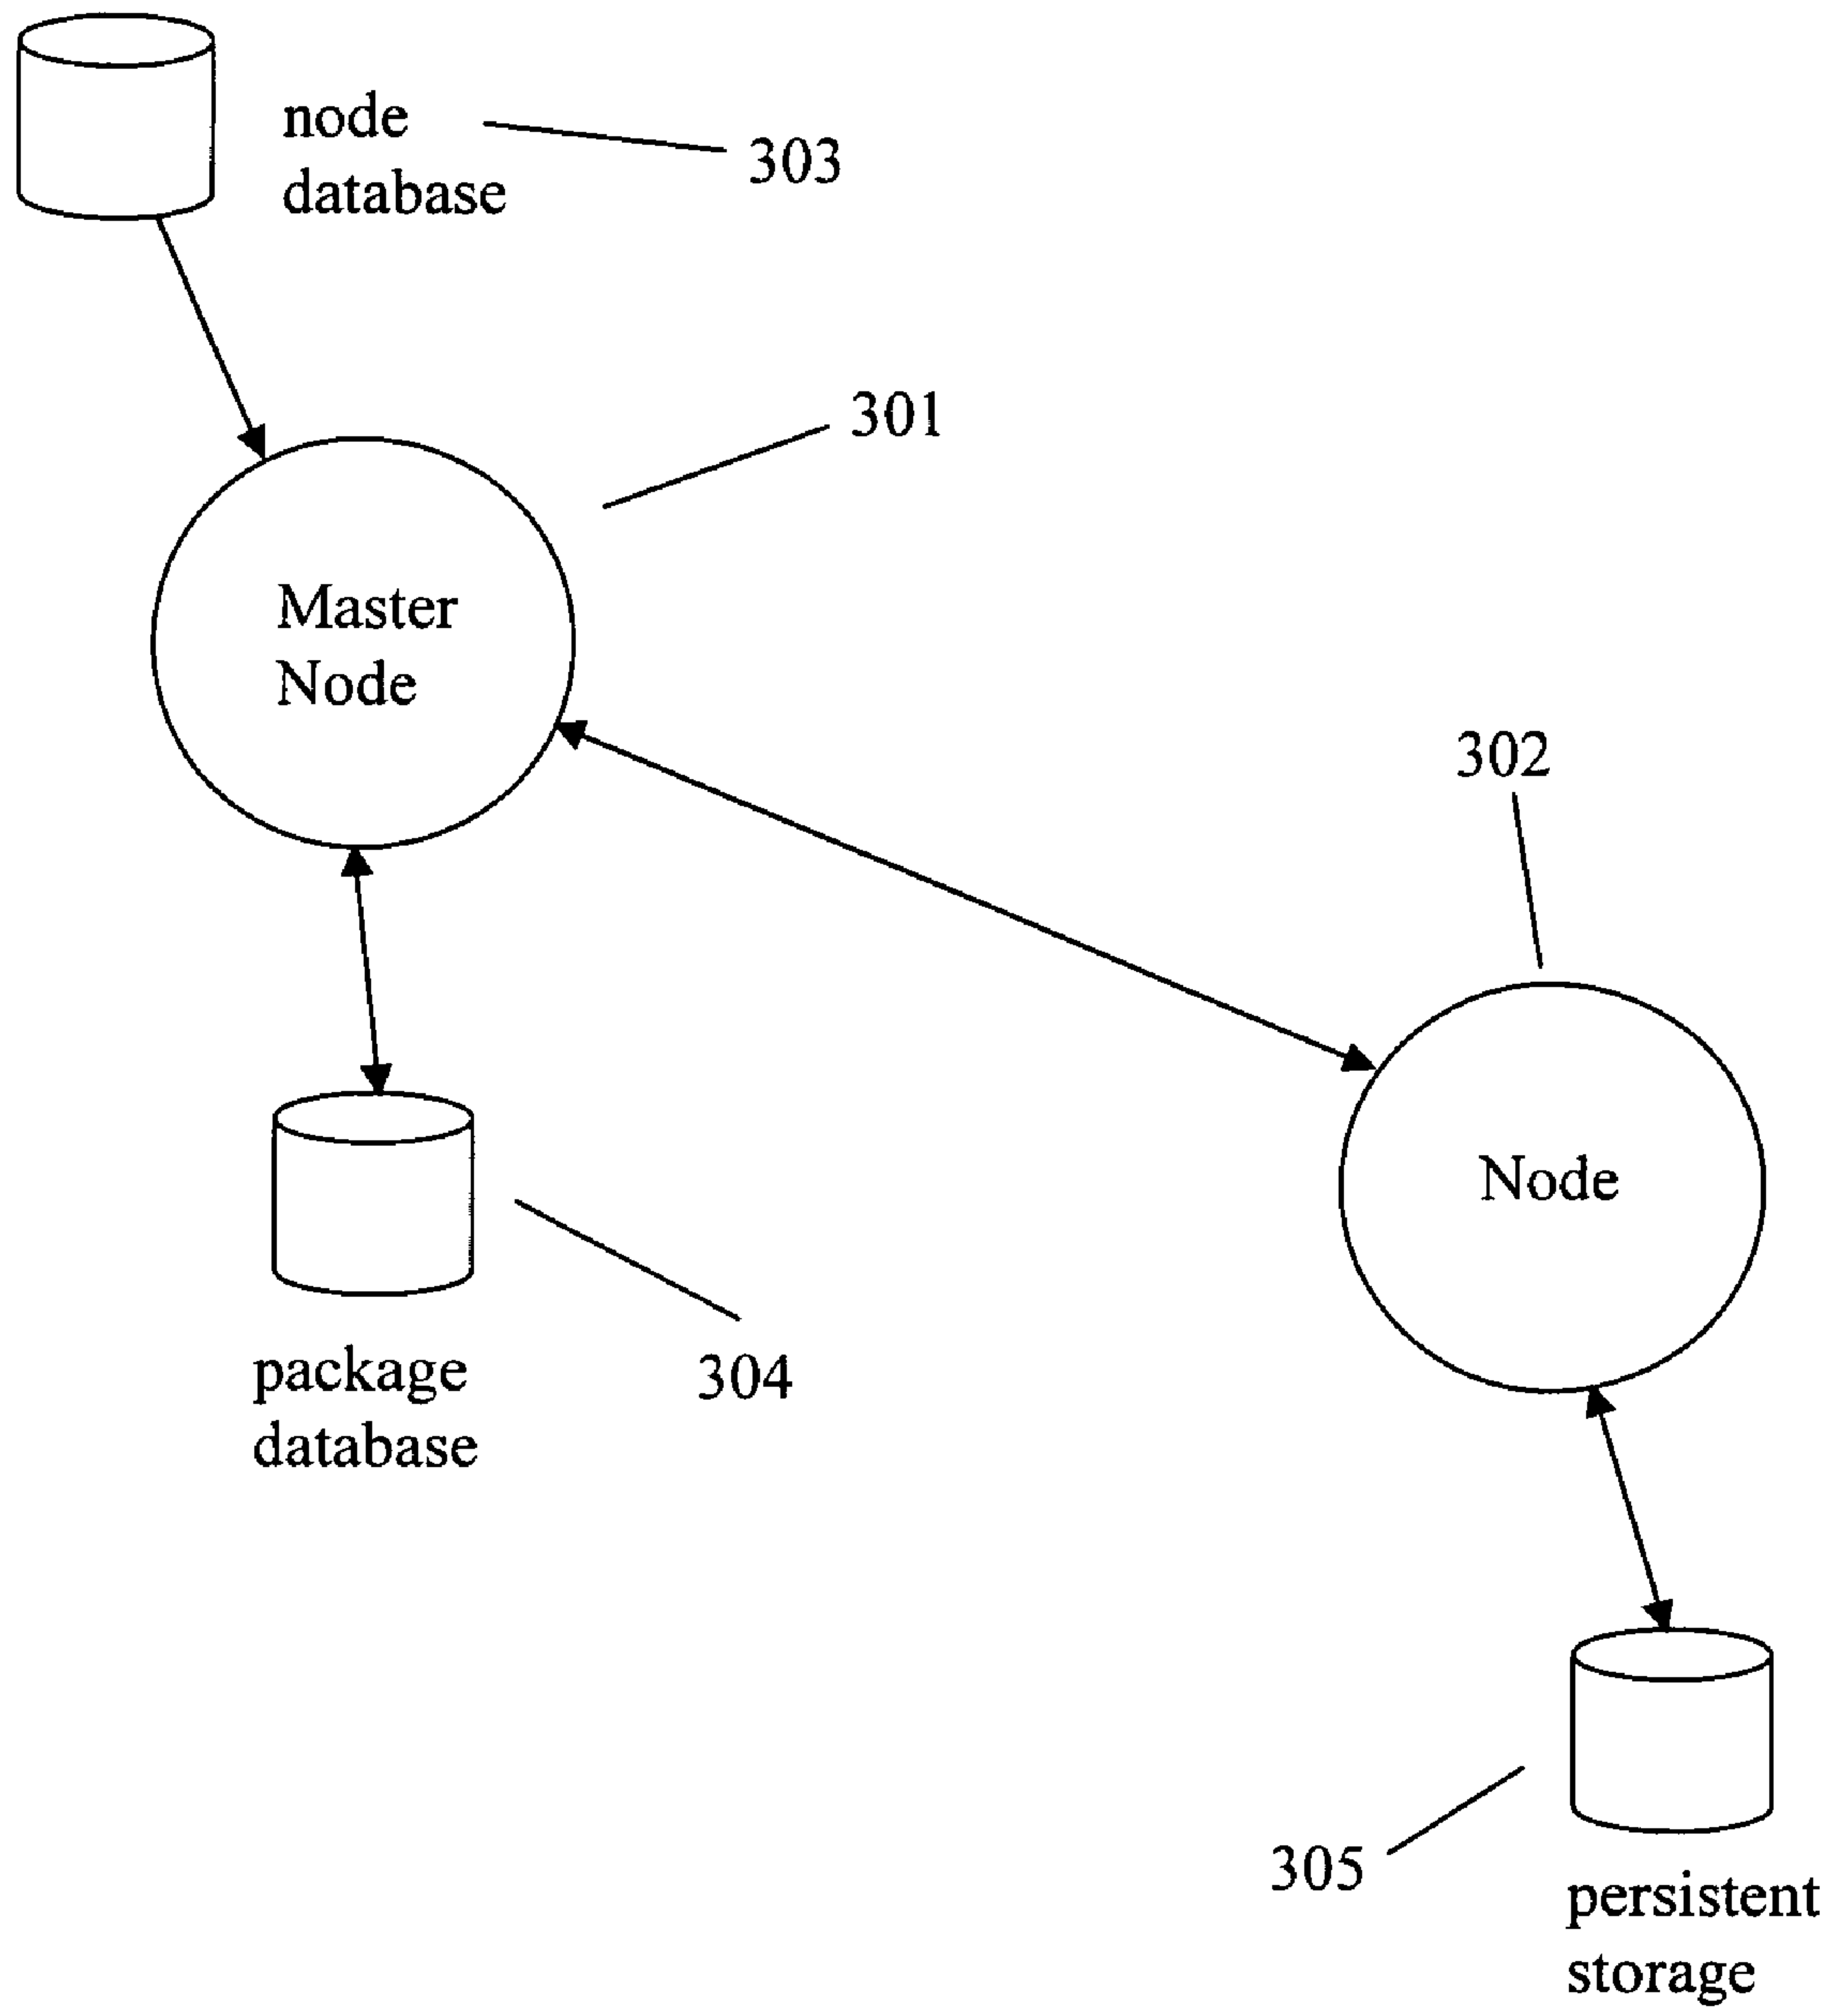 node
database
303
301
Master
Node
302
Node
package
database
304
305
persistent
storage